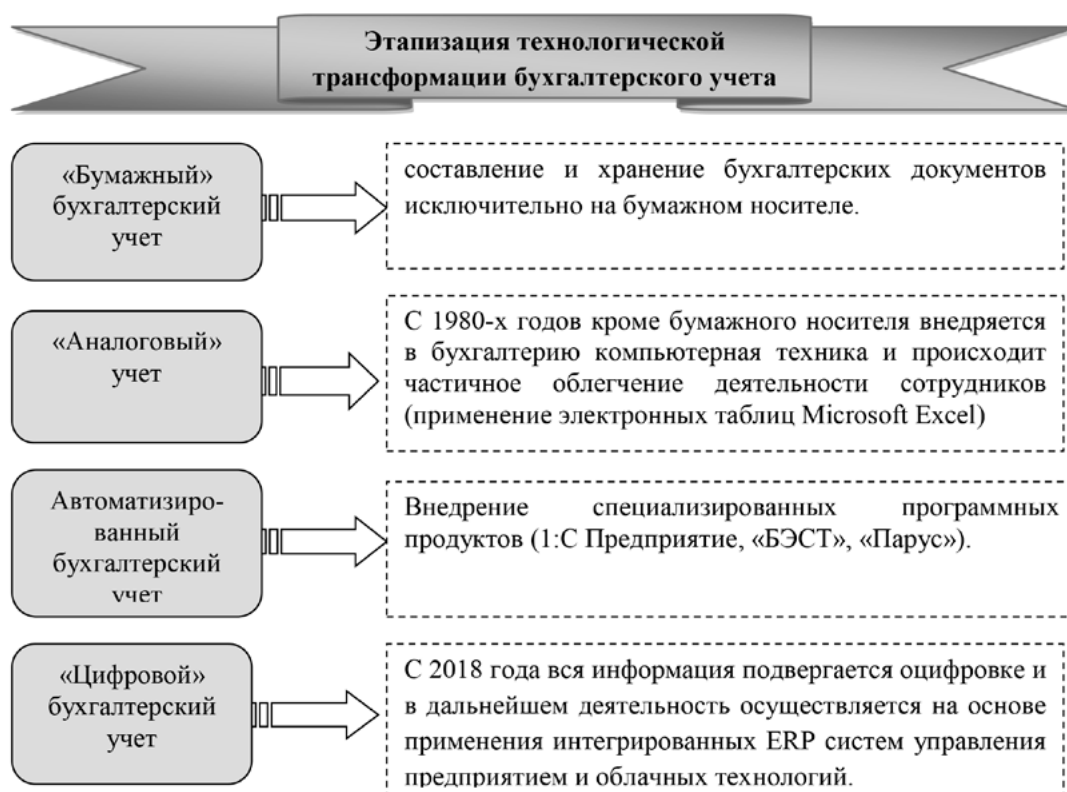 Этапизация технологической
трансформации бухгалтерского учета
«Бумажный»
бухгалтерский
учет
составление и хранение бухгалтерских документов
исключительно на бумажном носителе.
«Аналоговый»
учет
С 1980-х годов кроме бумажного носителя внедряется
в бухгалтерию компьютерная техника и происходит
частичное облегчение деятельности сотрудников
(применение электронных таблиц Microsoft Excel)
Автоматизиро-
ванный
бухгалтерский
учет
Внедрение специализированных программных
продуктов (1:С Предприятие, «БЭСТ», «Парус»).
«Цифровой»
бухгалтерский
учет
С 2018 года вся информация подвергается оцифровке и
в дальнейшем деятельность осуществляется на основе
применения интегрированных ERP систем управления
предприятием и облачных технологий.